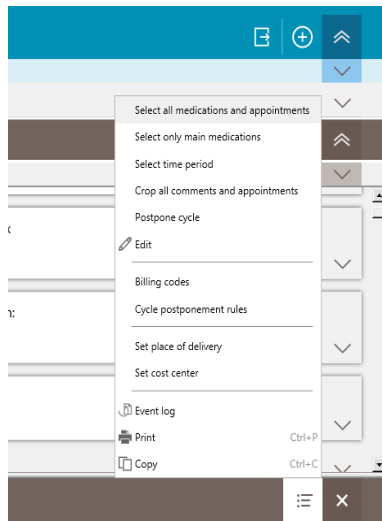 Select all medications and appointments
Select only main medications
Select time period
Crop all comments and appointments
Postpone cycle
Edit
Billing codes
Cycle postponement rules
Set place of delivery
Set cost center
Event log
Print Ctrl+P
Copy Ctrl+C